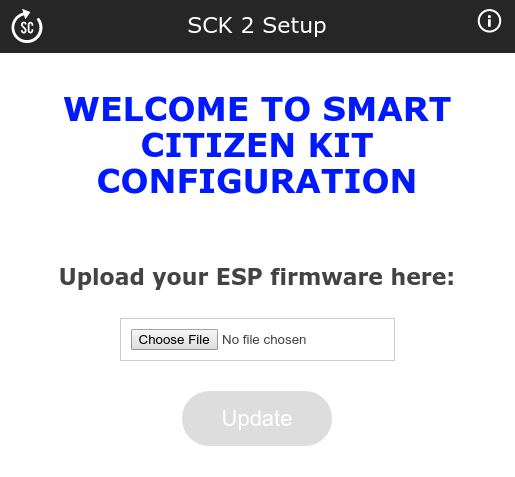 SC
SCK 2 Setup
i
WELCOME TO SMART
CITIZEN KIT
CONFIGURATION
Upload your ESP firmware here:
Choose File No file chosen
Update